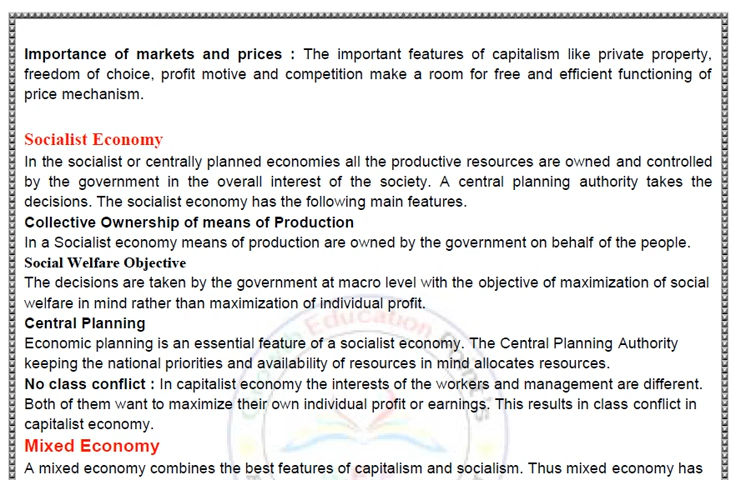 Importance of markets and prices : The important features of capitalism like private property,
freedom of choice, profit motive and competition make a room for free and efficient functioning of
price mechanism.
Socialist Economy
In the socialist or centrally planned economies all the productive resources are owned and controlled
by the government in the overall interest of the society. A central planning authority takes the
decisions. The socialist economy has the following main features.
Collective Ownership of means of Production
In a Socialist economy means of production are owned by the government on behalf of the people.
Social Welfare Objective
The decisions are taken by the government at macro level with the objective of maximization of social
welfare in mind rather than maximization of individual profit.
Central Planning
Economic planning is an essential feature of a socialist economy. The Central Planning Authority
keeping the national priorities and availability of resources in mind allocates resources.
No class conflict : In capitalist economy the interests of the workers and management are different.
Both of them want to maximize their own individual profit or earnings. This results in class conflict in
capitalist economy.
Mixed Economy
A mixed economy combines the best features of capitalism and socialism. Thus mixed economy has
Education